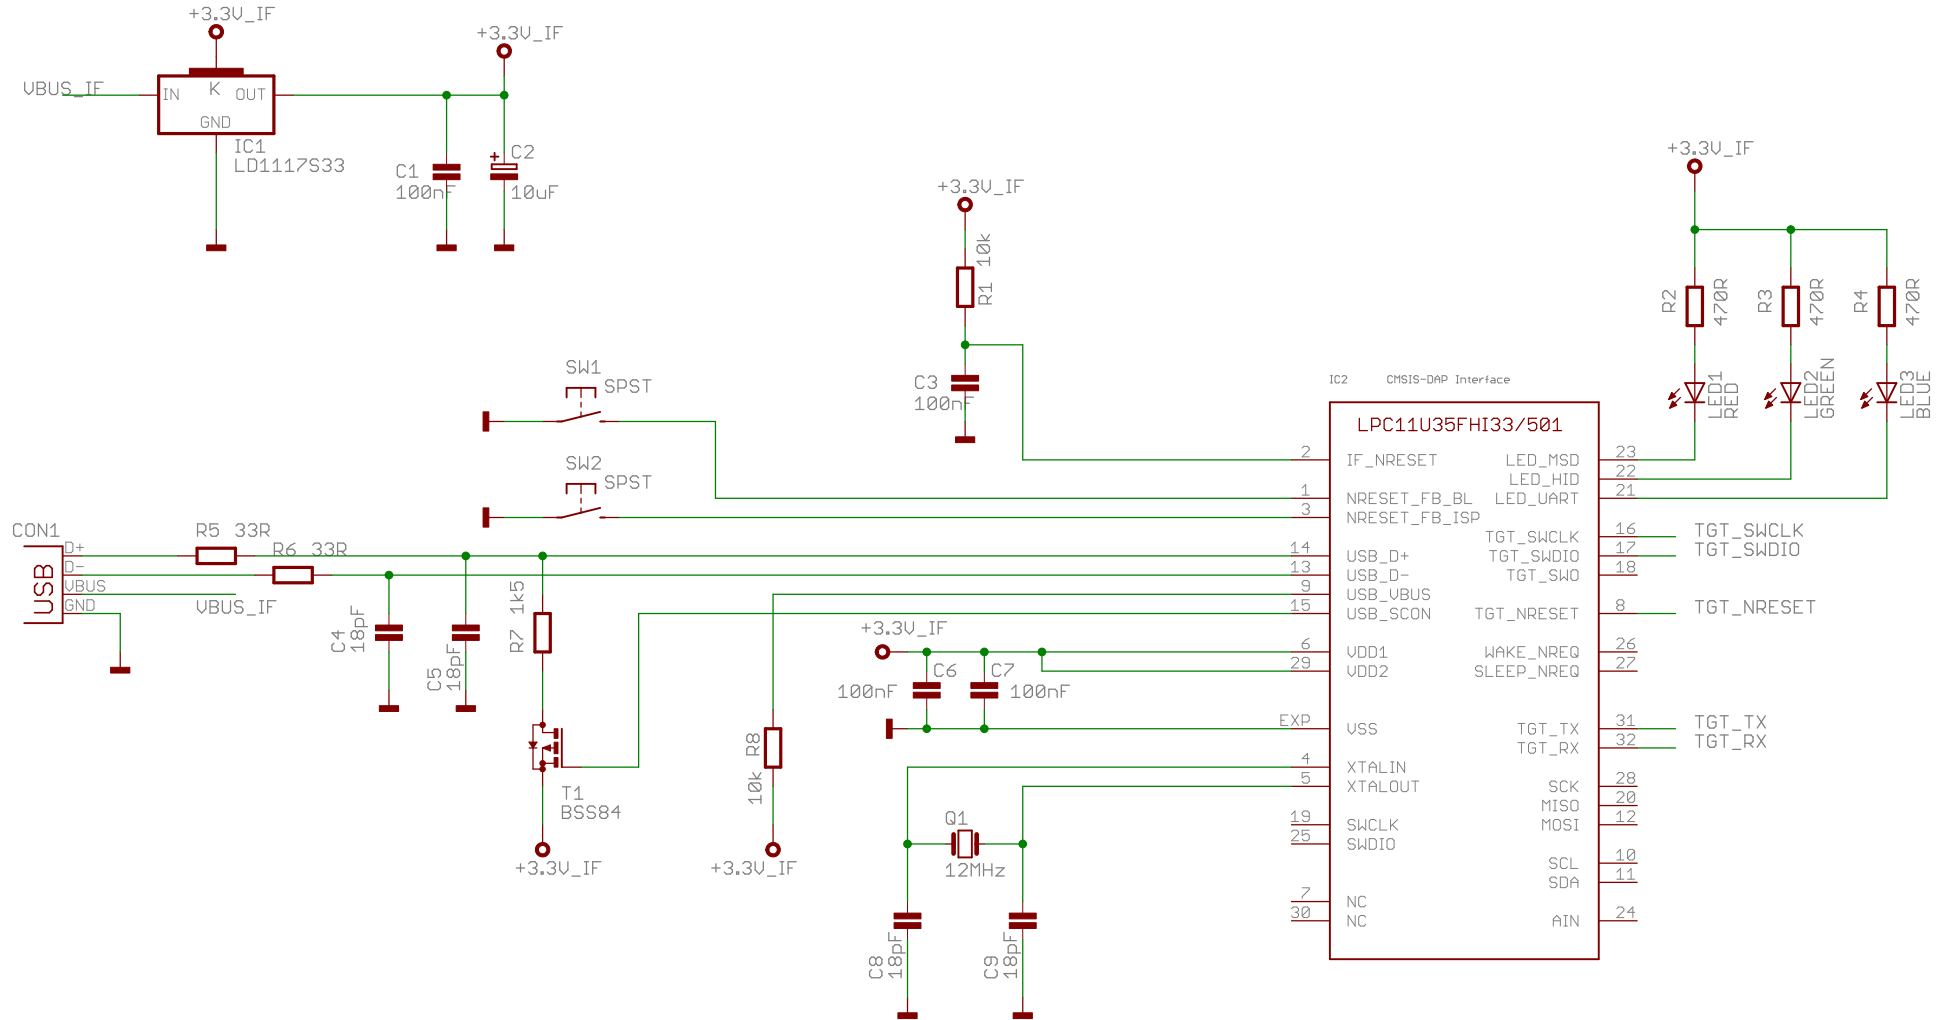 +3.3V_IF
VBUS_IF
IN
K
OUT
GND
IC1
LD1117S33
+3.3V_IF
C1
100nF
+
C2
10uF
+3.3V_IF
10k
R1
C3
100nF
+3.3V_IF
R2
470R
R3
470R
R4
470R
LED1
RED
LED2
GREEN
LED3
BLUE
SW1
SPST
SW2
SPST
CON1
USB
D+
D-
VBUS
GND
R5 33R
R6 33R
VBUS_IF
C4
18pF
C5
18pF
R7 1k5
T1
BSS84
+3.3V_IF
R8
10k
+3.3V_IF
+3.3V_IF
C6
100nF
C7
100nF
Q1
12MHz
C8
18pF
C9
18pF
IC2 CMSIS-DAP Interface
LPC11U35FHI33/501
2 IF_NRESET
1 NRESET_FB_BL
3 NRESET_FB_ISP
14 USB_D+
13 USB_D-
9 USB_VBUS
15 USB_SCON
6 VDD1
29 VDD2
EXP VSS
4 XTALIN
5 XTALOUT
19 SWCLK
25 SWDIO
7 NC
30 NC
LED_MSD 23
LED_HID 22
LED_UART 21
TGT_SWCLK 16 TGT_SWCLK
TGT_SWDIO 17 TGT_SWDIO
TGT_SWO 18
TGT_NRESET 8 TGT_NRESET
WAKE_NREQ 26
SLEEP_NREQ 27
TGT_TX 31 TGT_TX
TGT_RX 32 TGT_RX
SCK 28
MISO 20
MOSI 12
SCL 10
SDA 11
AIN 24